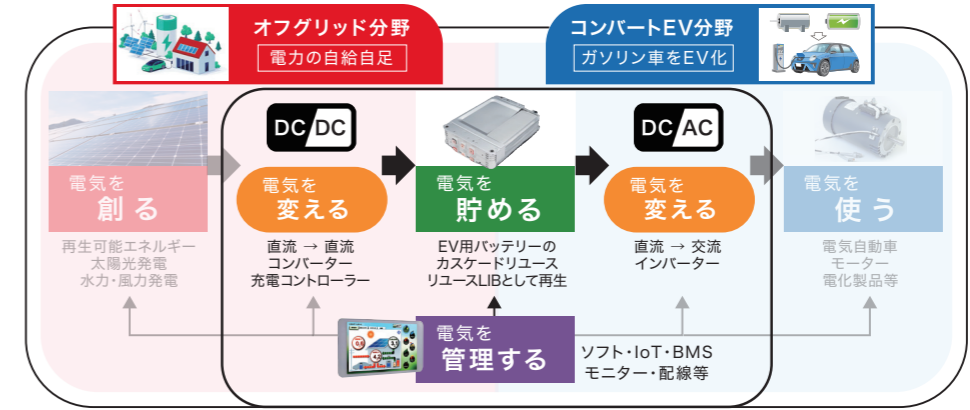 オフグリッド分野
電力の自給自足
コンバートEV分野
ガソリン車をEV化
電気を
創る
再生可能エネルギー
太陽光発電
水力・風力発電
DC/DC
電気を
変える
直流 → 直流
コンバーター
充電コントローラー
電気を
貯める
EV用バッテリーの
カスケードリユース
リユースLIBとして再生
DC/AC
電気を
変える
直流 → 交流
インバーター
電気を
使う
電気自動車
モーター
電化製品等
電気を
管理する
ソフト・IoT・BMS
モニター・配線等